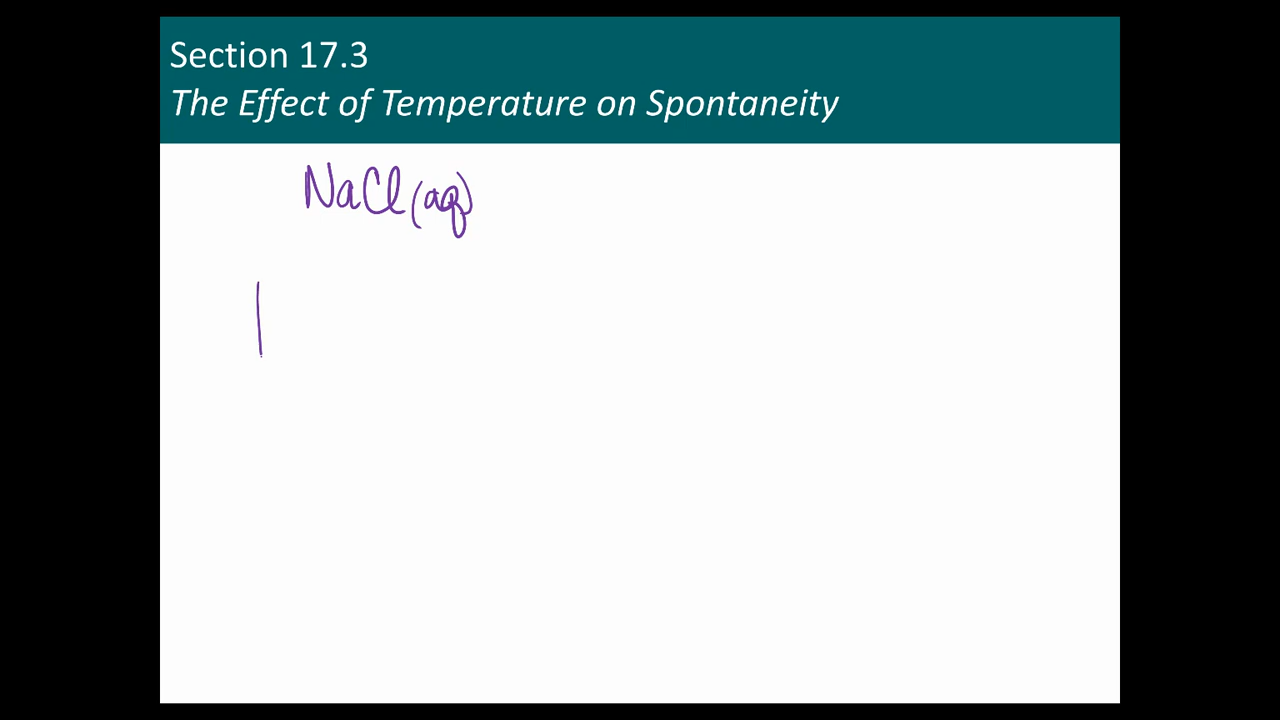 Section 17.3
The Effect of Temperature on Spontaneity
NaCl(aq)